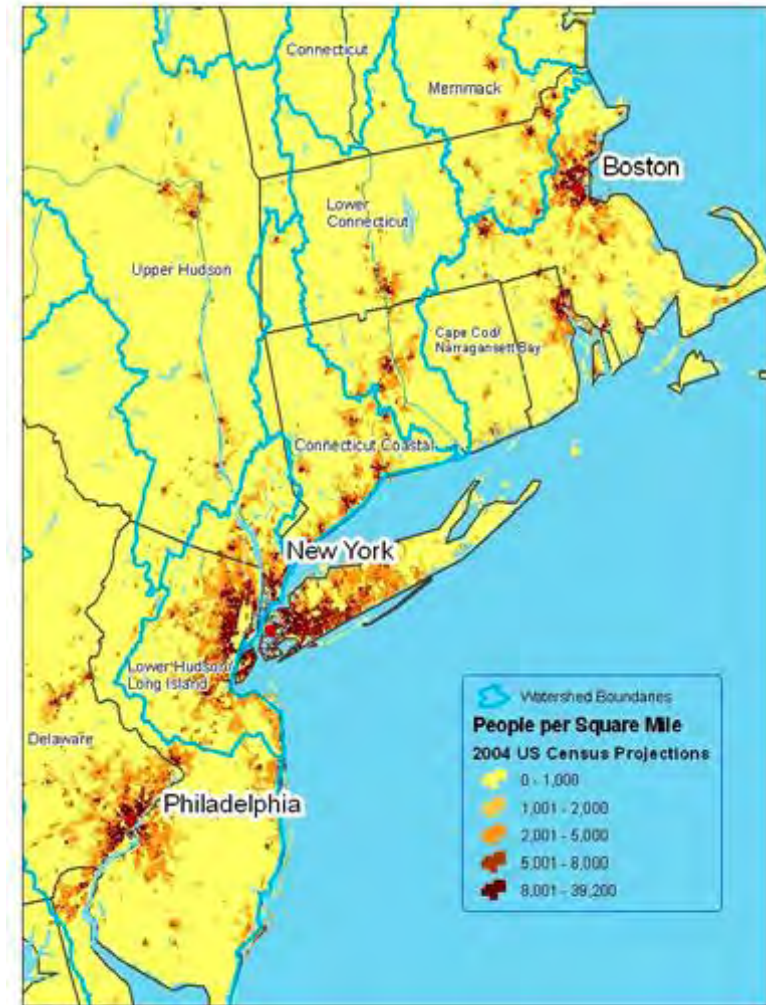 Connecticut
Merrimack
Boston
Lower
Connecticut
Upper Hudson
Cape Cod/
Narragansett Bay
Connecticut Coastal
New York
Lower Hudson/
Long Island
Delaware
Philadelphia
Watershed Boundaries
People per Square Mile
2004 US Census Projections
0 - 1,000
1,001 - 2,000
2,001 - 5,000
5,001 - 8,000
8,001 - 39,200